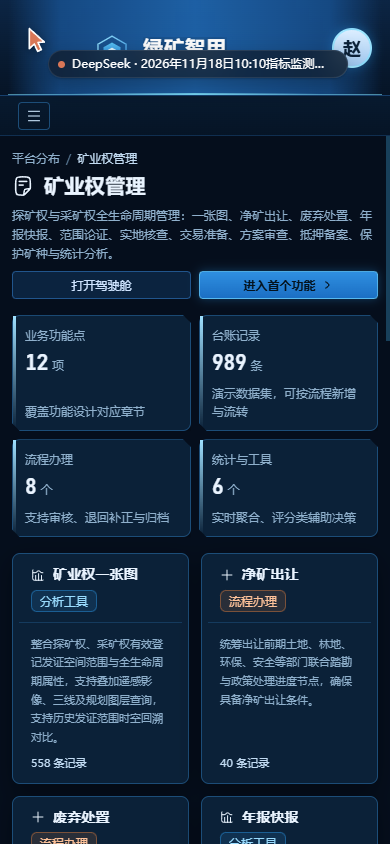 绿矿智甲
赵
DeepSeek · 2026年11月18日10:10指标监测...
平台分布 / 矿业权管理
矿业权管理
探矿权与采矿权全生命周期管理：一张图、净矿出让、废弃处置、年
报快报、范围论证、实地核查、交易准备、方案审查、抵押备案、保
护矿种与统计分析。
打开驾驶舱
进入首个功能
业务功能点
12 项
覆盖功能设计对应章节
台账记录
989 条
演示数据集，可按流程新增
与流转
流程办理
8 个
支持审核、退回补正与归档
统计与工具
6 个
实时聚合、评分类辅助决策
矿业权一张图
分析工具
整合探矿权、采矿权有效登
记发证空间范围与全生命周
期属性，支持叠加遥感影
像、三线及规划图层查询，
支持历史发证范围时空回溯
对比。
558 条记录
净矿出让
流程办理
统筹出让前期土地、林地、
环保、安全等部门联合踏勘
与政策处理进度节点，确保
具备净矿出让条件。
40 条记录
废弃处置
流程办理
年报快报
分析工具